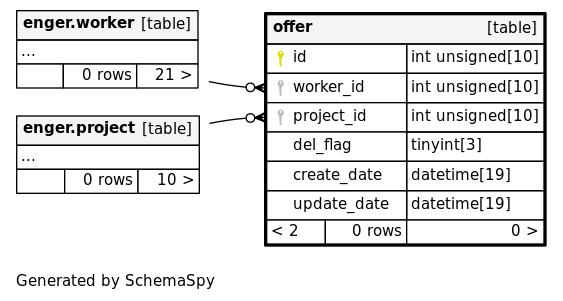 enger.worker [table]
...
0 rows 21 >
enger.project [table]
...
0 rows 10 >
offer [table]
id int unsigned[10]
worker_id int unsigned[10]
project_id int unsigned[10]
del_flag tinyint[3]
create_date datetime[19]
update_date datetime[19]
< 2 0 rows 0 >
Generated by SchemaSpy